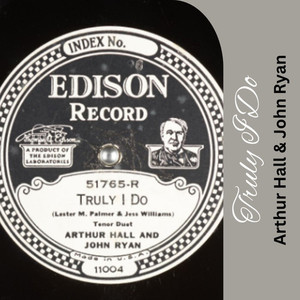 INDEX No.
EDISON
RECORD
A PRODUCT OF
THE EDISON
LABORATORIES
51765-R
TRULY I DO
(Lester M. Palmer & Jess Williams)
Tenor Duet
ARTHUR HALL AND
JOHN RYAN
Made in U.S.A.
11004
Truly I Do
Arthur Hall & John Ryan